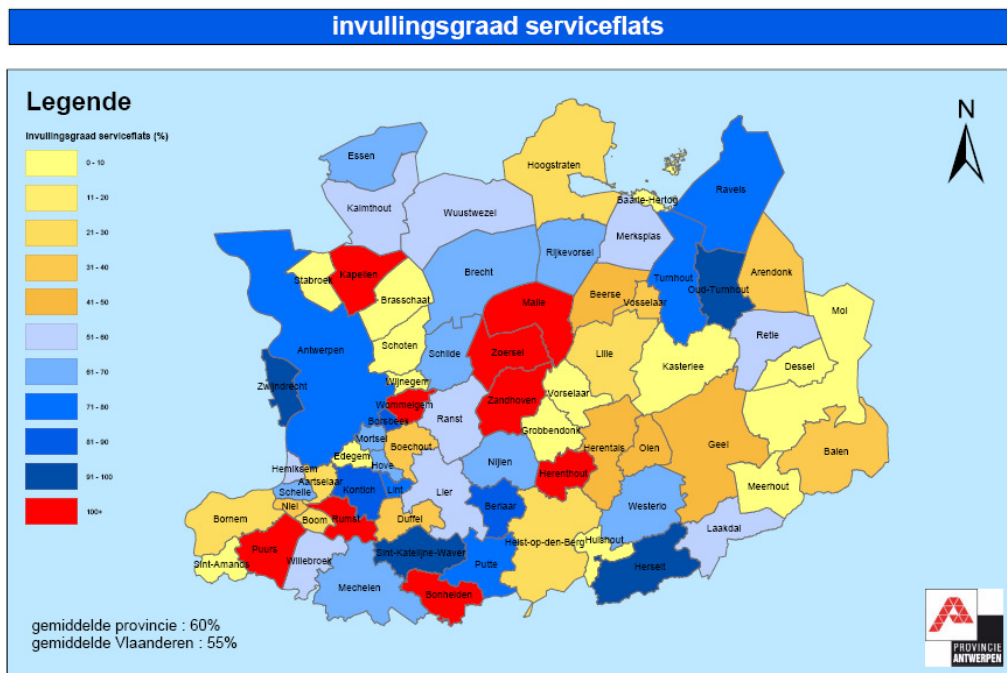 invullingsgraad serviceflats
Legende
Invullingsgraad serviceflats (%)
0 - 10
11 - 20
21 - 30
31 - 40
41 - 50
51 - 60
61 - 70
71 - 80
81 - 90
91 - 100
100+
N
Essen
Hoogstraten
Ravels
Baarle-Hertog
Kalmthout
Wuustwezel
Merksplas
Rijkevorsel
Kapellen
Stabroek
Brecht
Turnhout
Oud-Turnhout
Arendonk
Brasschaat
Malle
Beerse
Vosselaar
Mol
Retie
Schoten
Antwerpen
Schilde
Zoersel
Lille
Kasterlee
Dessel
Zwijndrecht
Wijnegem
Wommelgem
Zandhoven
Vorselaar
Borsbeek
Ranst
Grobbendonk
Mortsel
Boechout
Edegem
Herentals
Olen
Geel
Balen
Hemiksem
Hove
Nijlen
Herenthout
Aartselaar
Schelle
Kontich
Lint
Lier
Meerhout
Niel
Berlaar
Westerlo
Bornem
Boom
Rumst
Duffel
Laakdal
Puurs
Heist-op-den-Berg
Hulshout
Willebroek
Sint-Katelijne-Waver
Sint-Amands
Putte
Herselt
Mechelen
Bonheiden
gemiddelde provincie : 60%
gemiddelde Vlaanderen : 55%
PROVINCIE
ANTWERPEN